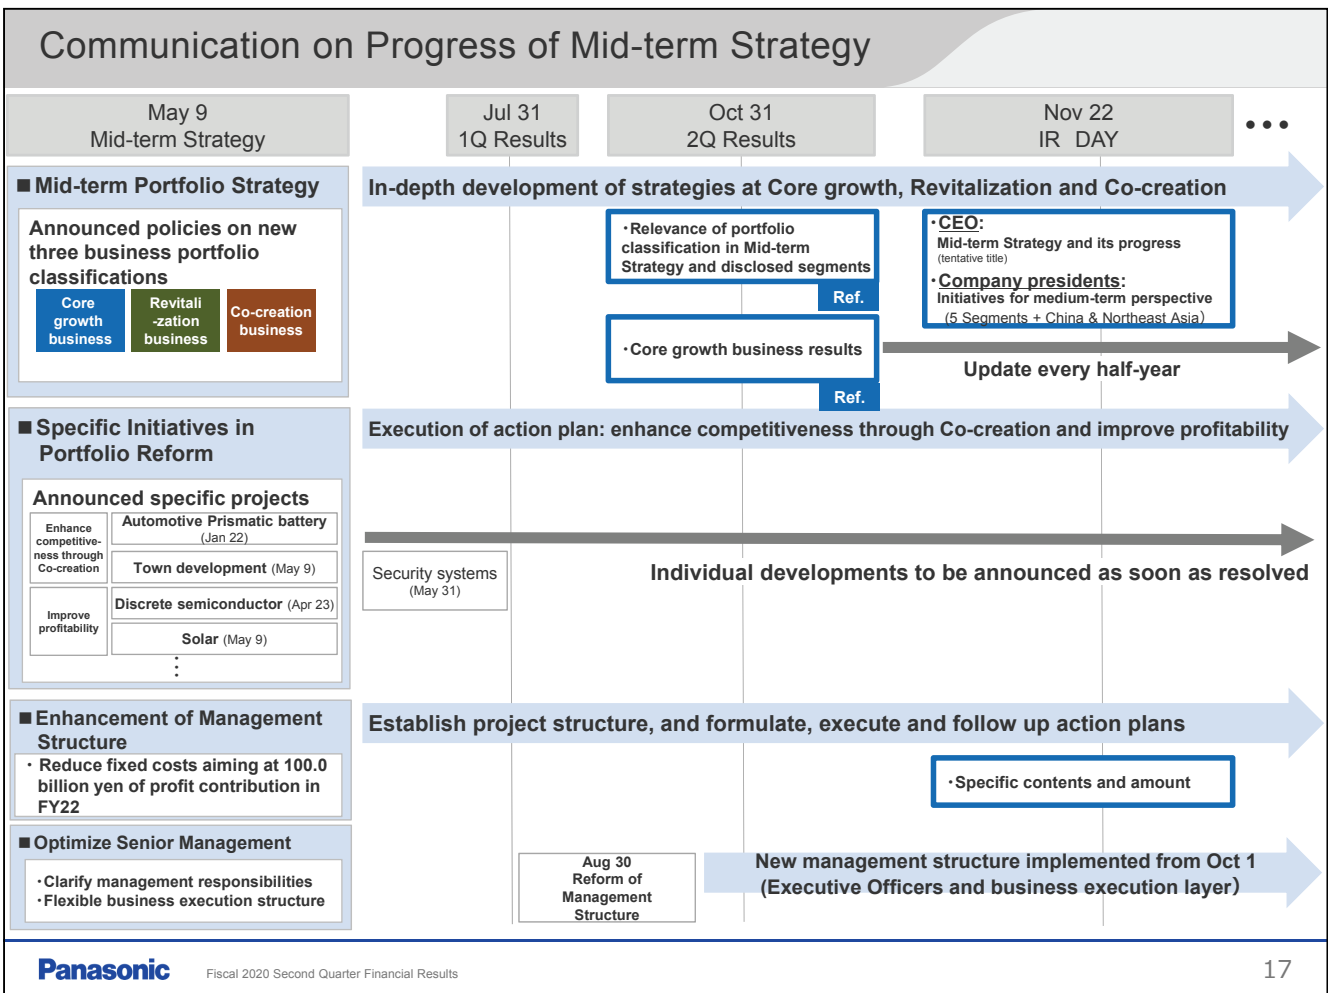 Communication on Progress of Mid-term Strategy
May 9
Mid-term Strategy
Jul 31
1Q Results
Oct 31
2Q Results
Nov 22
IR DAY
•••
■ Mid-term Portfolio Strategy
Announced policies on new
three business portfolio
classifications
Core
growth
business
Revitali
-zation
business
Co-creation
business
In-depth development of strategies at Core growth, Revitalization and Co-creation
・Relevance of portfolio
classification in Mid-term
Strategy and disclosed segments
Ref.
・Core growth business results
Ref.
・CEO:
Mid-term Strategy and its progress
(tentative title)
・Company presidents:
Initiatives for medium-term perspective
(5 Segments + China & Northeast Asia)
Update every half-year
■ Specific Initiatives in
Portfolio Reform
Announced specific projects
Enhance
competitive-
ness through
Co-creation
Automotive Prismatic battery
(Jan 22)
Town development (May 9)
Improve
profitability
Discrete semiconductor (Apr 23)
Solar (May 9)
⋮
Execution of action plan: enhance competitiveness through Co-creation and improve profitability
Security systems
(May 31)
Individual developments to be announced as soon as resolved
■ Enhancement of Management
Structure
・ Reduce fixed costs aiming at 100.0
billion yen of profit contribution in
FY22
Establish project structure, and formulate, execute and follow up action plans
・Specific contents and amount
■ Optimize Senior Management
・Clarify management responsibilities
・Flexible business execution structure
Aug 30
Reform of
Management
Structure
New management structure implemented from Oct 1
(Executive Officers and business execution layer）
Panasonic
Fiscal 2020 Second Quarter Financial Results
17